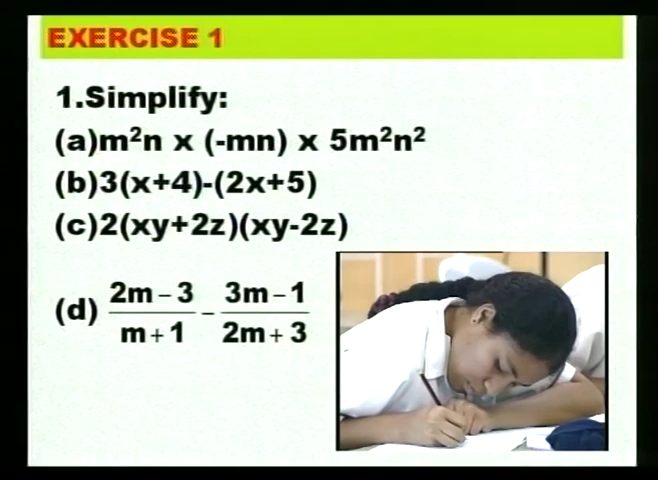 EXERCISE 1
1.Simplify:
(a)m²n x (-mn) x 5m²n²
(b)3(x+4)-(2x+5)
(c)2(xy+2z)(xy-2z)
(d) (2m – 3)/(m + 1) – (3m – 1)/(2m + 3)